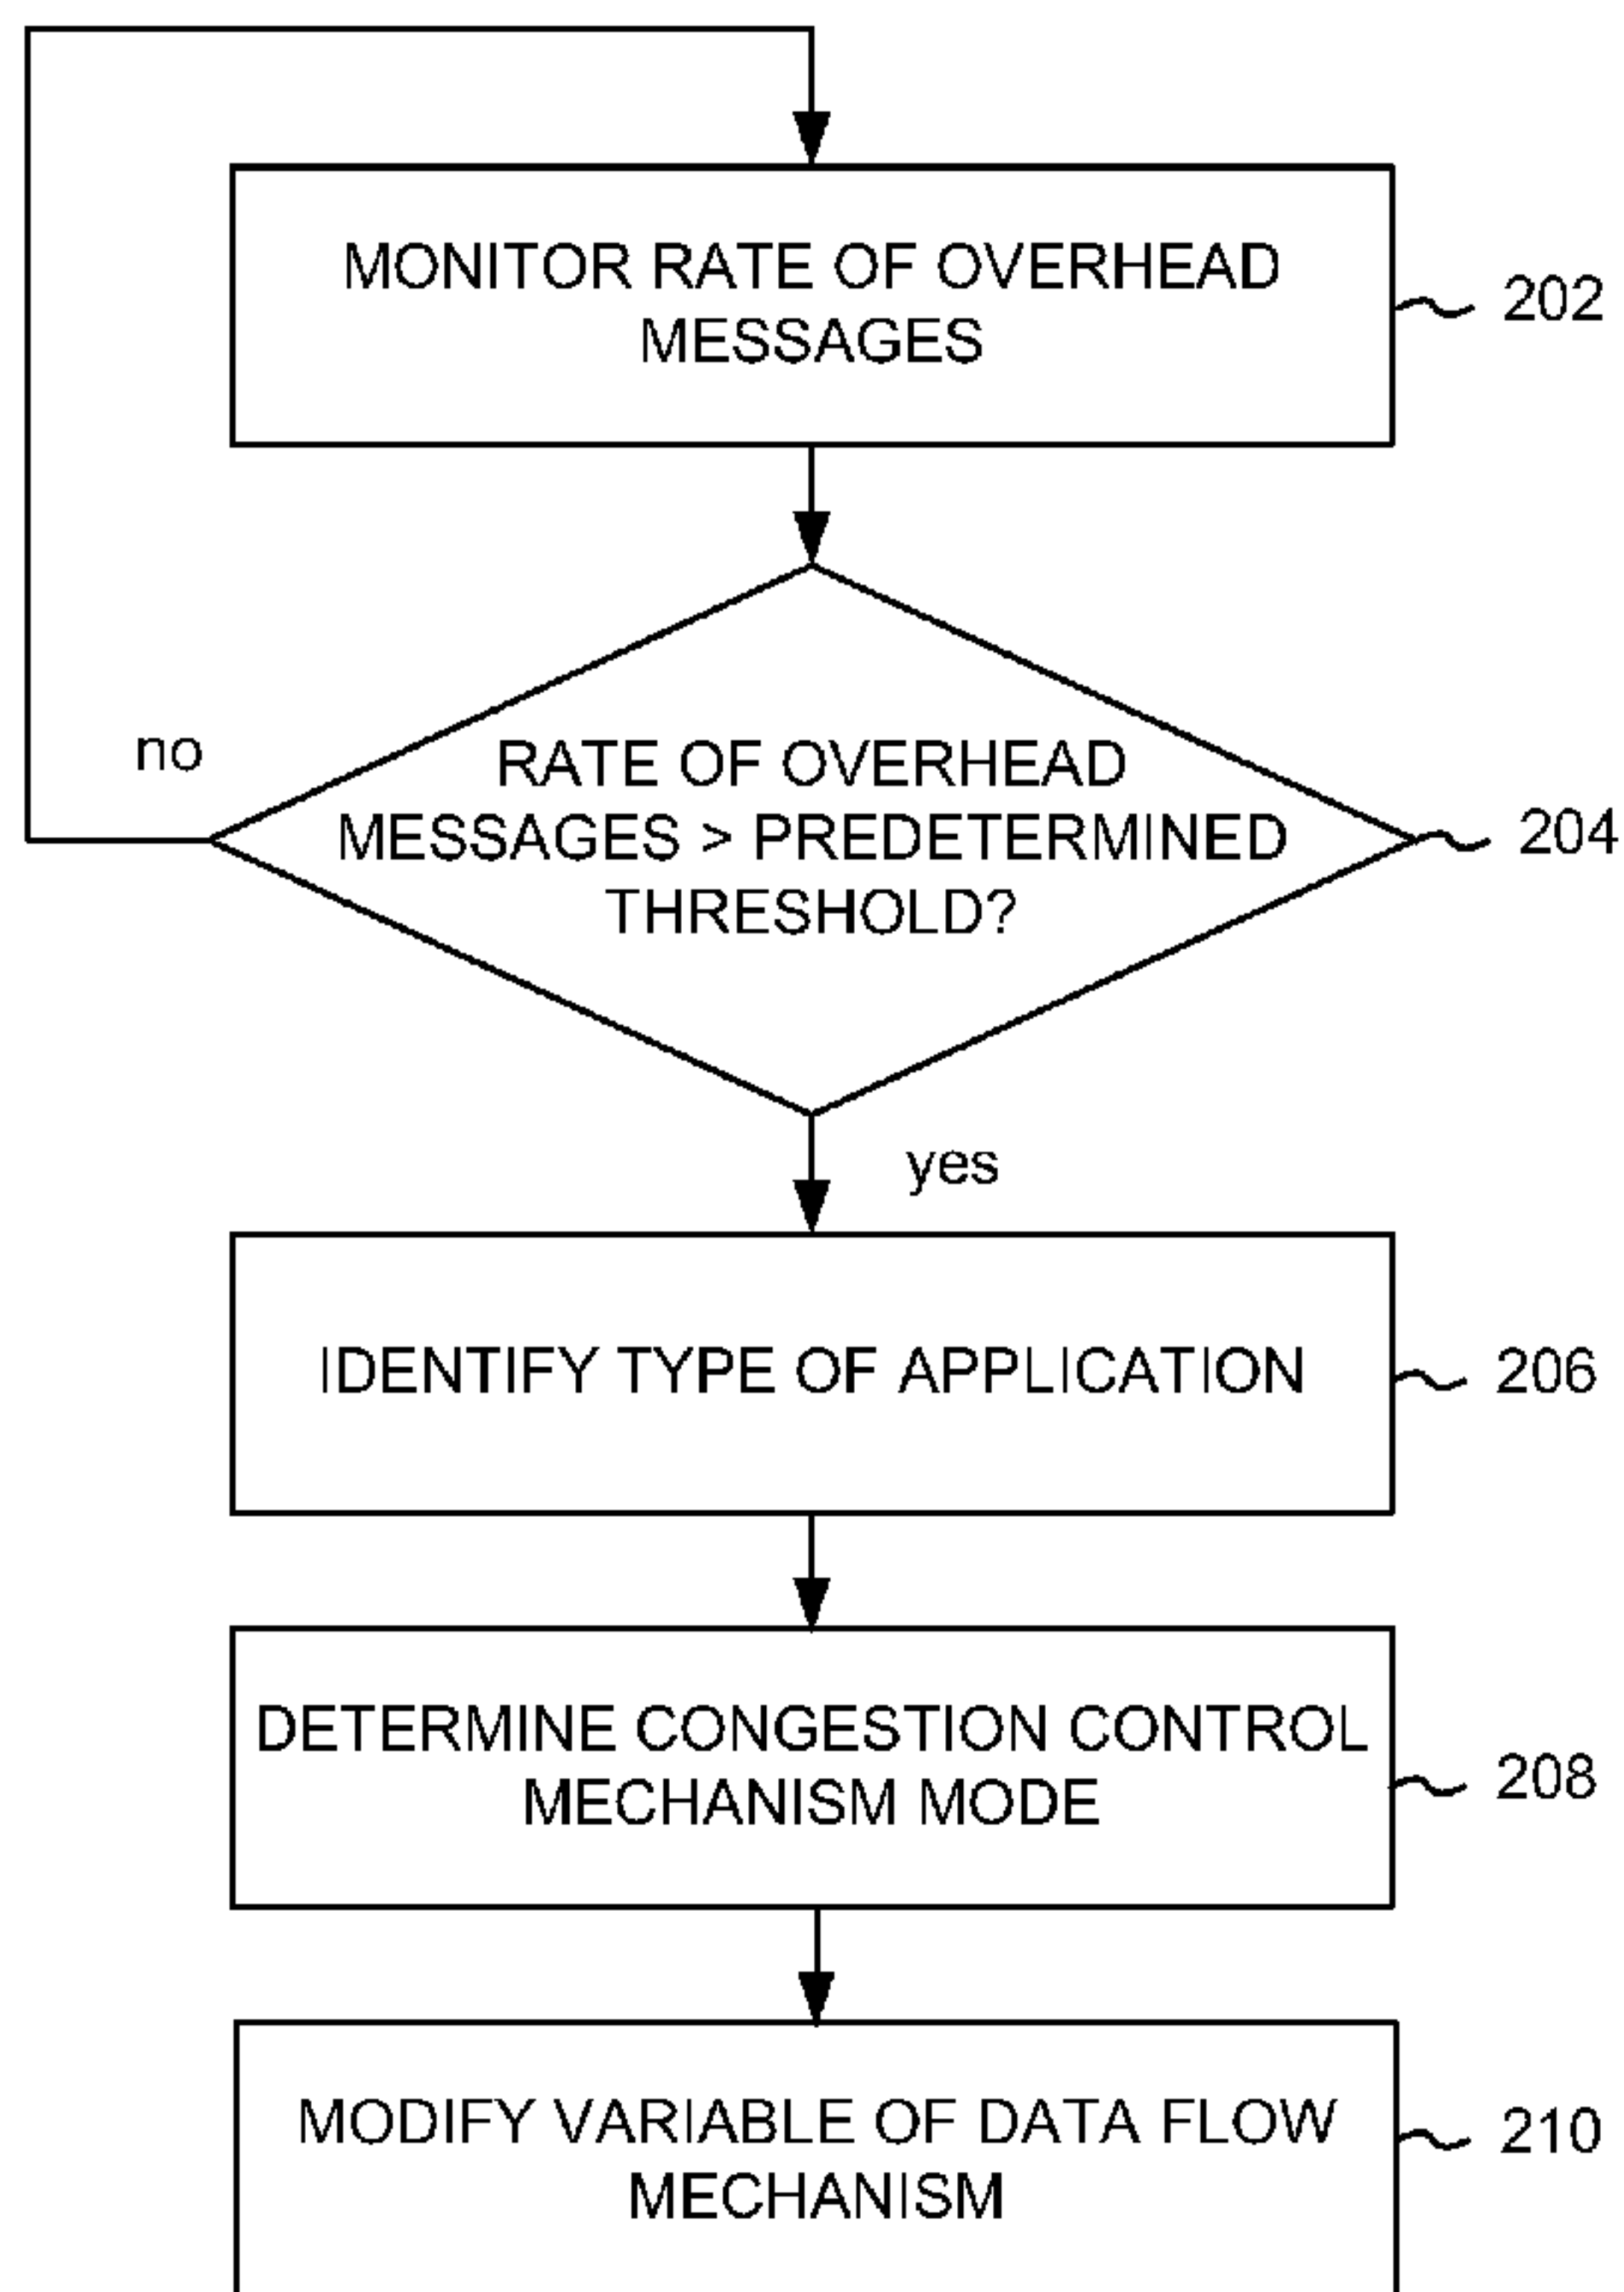 MONITOR RATE OF OVERHEAD
MESSAGES
202
no
RATE OF OVERHEAD
MESSAGES > PREDETERMINED
THRESHOLD?
204
yes
IDENTIFY TYPE OF APPLICATION
206
DETERMINE CONGESTION CONTROL
MECHANISM MODE
208
MODIFY VARIABLE OF DATA FLOW
MECHANISM
210